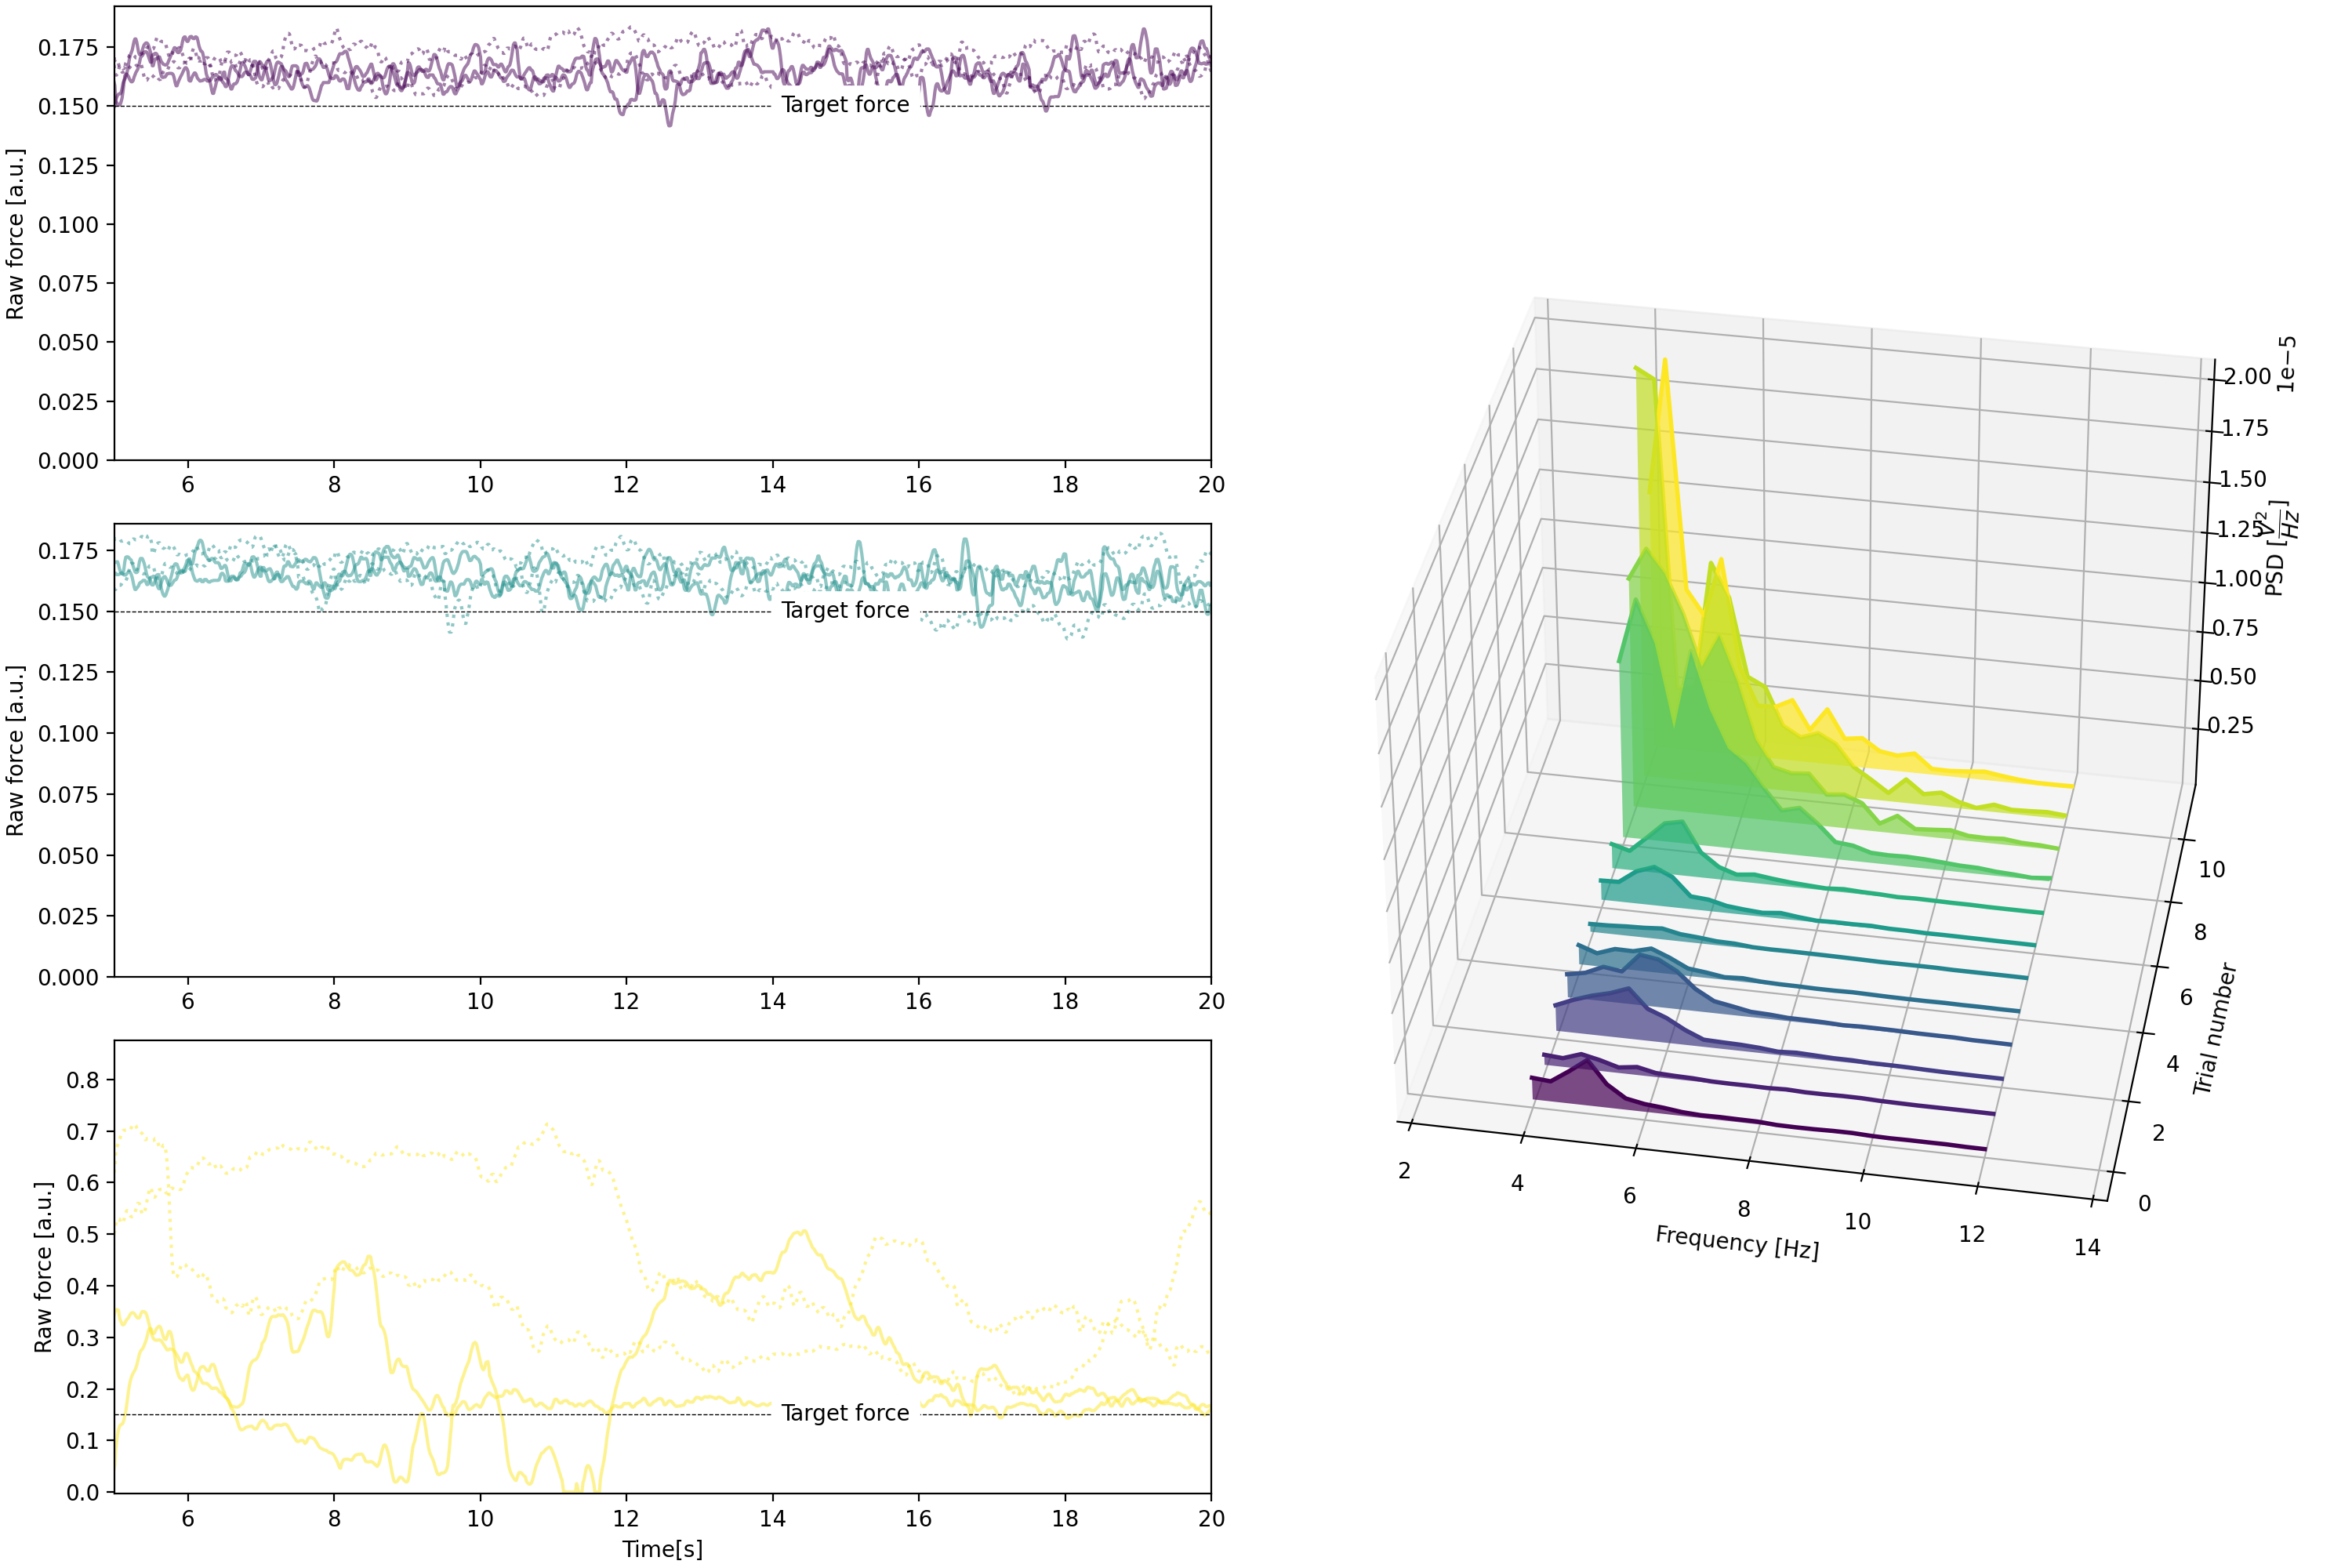 0.175
0.150
0.125
0.100
0.075
0.050
0.025
0.000
Raw force [a.u.]
Target force
6 8 10 12 14 16 18 20
0.175
0.150
0.125
0.100
0.075
0.050
0.025
0.000
Raw force [a.u.]
Target force
6 8 10 12 14 16 18 20
0.8
0.7
0.6
0.5
0.4
0.3
0.2
0.1
0.0
Raw force [a.u.]
Target force
6 8 10 12 14 16 18 20
Time[s]
1e−5
2.00
1.75
1.50
1.25
1.00
0.75
0.50
0.25
PSD [V²/Hz]
10
8
6
4
2
0
Trial number
2 4 6 8 10 12 14
Frequency [Hz]